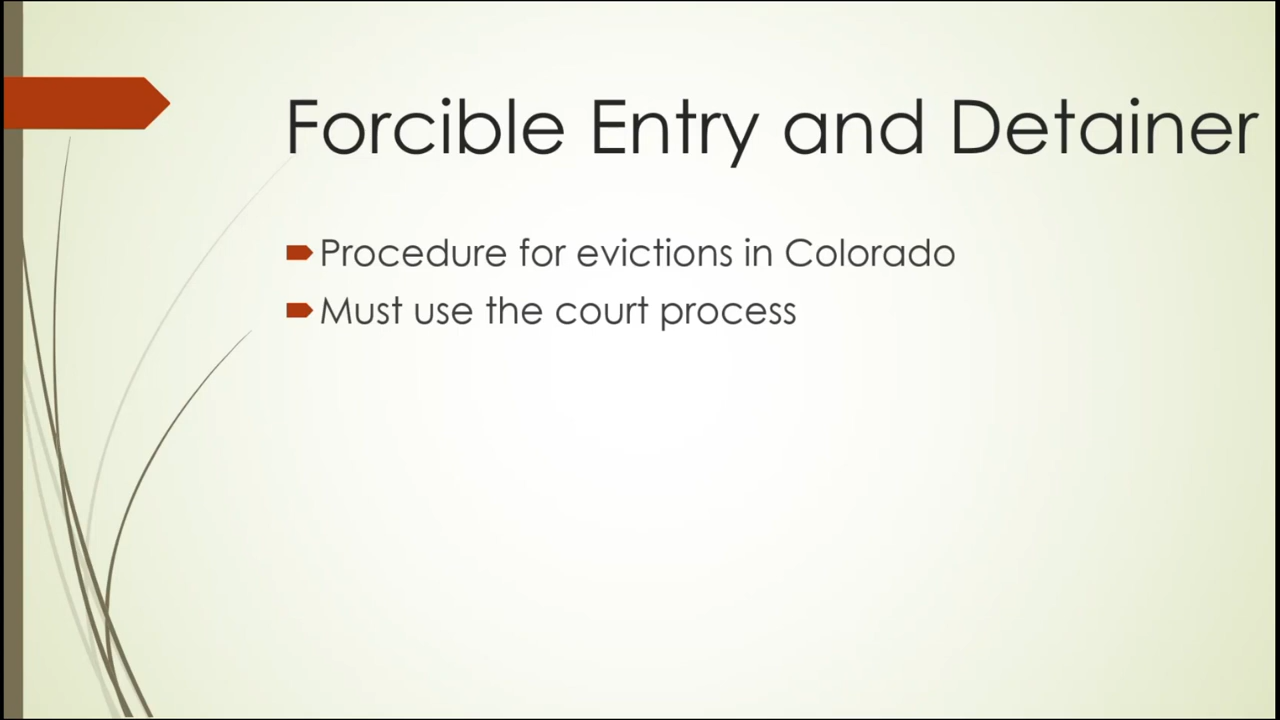 Forcible Entry and Detainer
Procedure for evictions in Colorado
Must use the court process